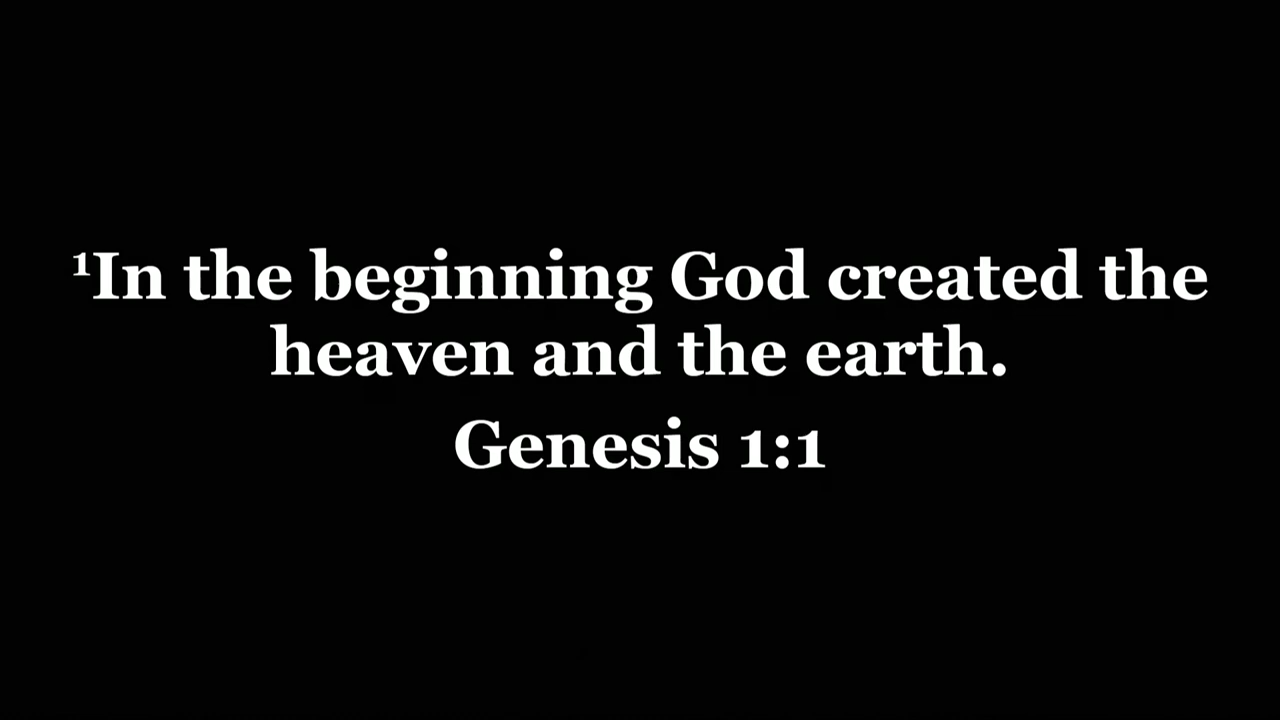 ¹In the beginning God created the
heaven and the earth.
Genesis 1:1